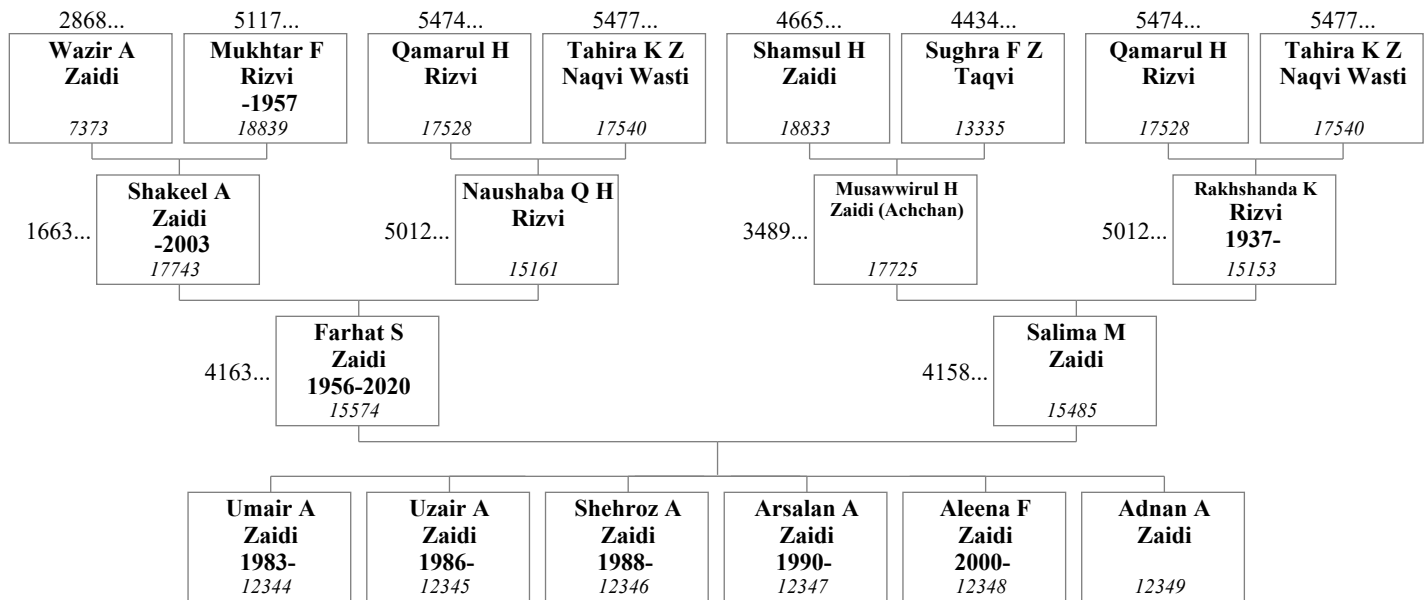 2868... 5117... 5474... 5477... 4665... 4434... 5474... 5477...
Wazir A
Zaidi
7373
Mukhtar F
Rizvi
-1957
18839
Qamarul H
Rizvi
17528
Tahira K Z
Naqvi Wasti
17540
Shamsul H
Zaidi
18833
Sughra F Z
Taqvi
13335
Qamarul H
Rizvi
17528
Tahira K Z
Naqvi Wasti
17540
1663...
Shakeel A
Zaidi
-2003
17743
5012...
Naushaba Q H
Rizvi
15161
3489...
Musawwirul H
Zaidi (Achchan)
17725
5012...
Rakhshanda K
Rizvi
1937-
15153
4163...
Farhat S
Zaidi
1956-2020
15574
4158...
Salima M
Zaidi
15485
Umair A
Zaidi
1983-
12344
Uzair A
Zaidi
1986-
12345
Shehroz A
Zaidi
1988-
12346
Arsalan A
Zaidi
1990-
12347
Aleena F
Zaidi
2000-
12348
Adnan A
Zaidi
12349